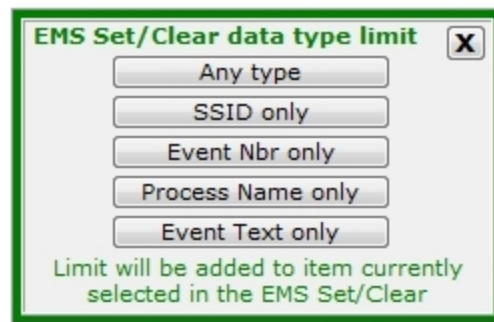 EMS Set/Clear data type limit
X
Any type
SSID only
Event Nbr only
Process Name only
Event Text only
Limit will be added to item currently
selected in the EMS Set/Clear